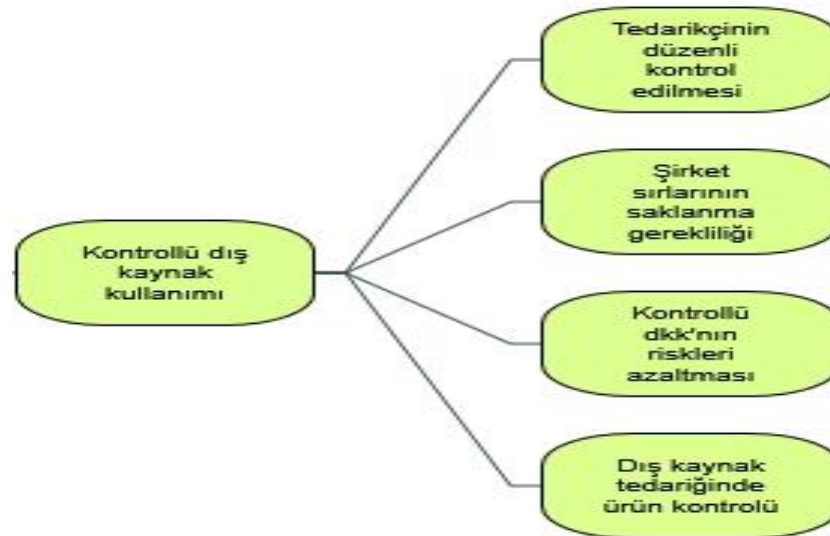 Tedarikçinin
düzenli
kontrol
edilmesi
Şirket
sırlarının
saklanma
gerekliliği
Kontrollü dış
kaynak
kullanımı
Kontrollü
dkk'nın
riskleri
azaltması
Dış kaynak
tedariğinde
ürün kontrolü